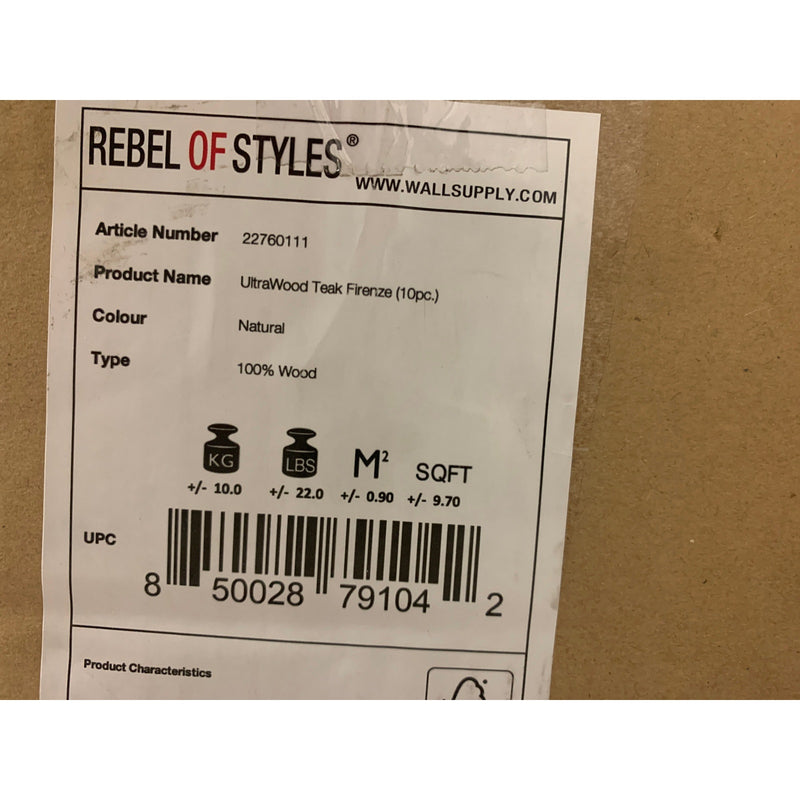 REBEL OF STYLES®
WWW.WALLSUPPLY.COM
Article Number 22760111
Product Name UltraWood Teak Firenze (10pc.)
Colour Natural
Type 100% Wood
KG LBS M² SQFT
+/- 10.0 +/- 22.0 +/- 0.90 +/- 9.70
UPC
8 50028 79104 2
Product Characteristics